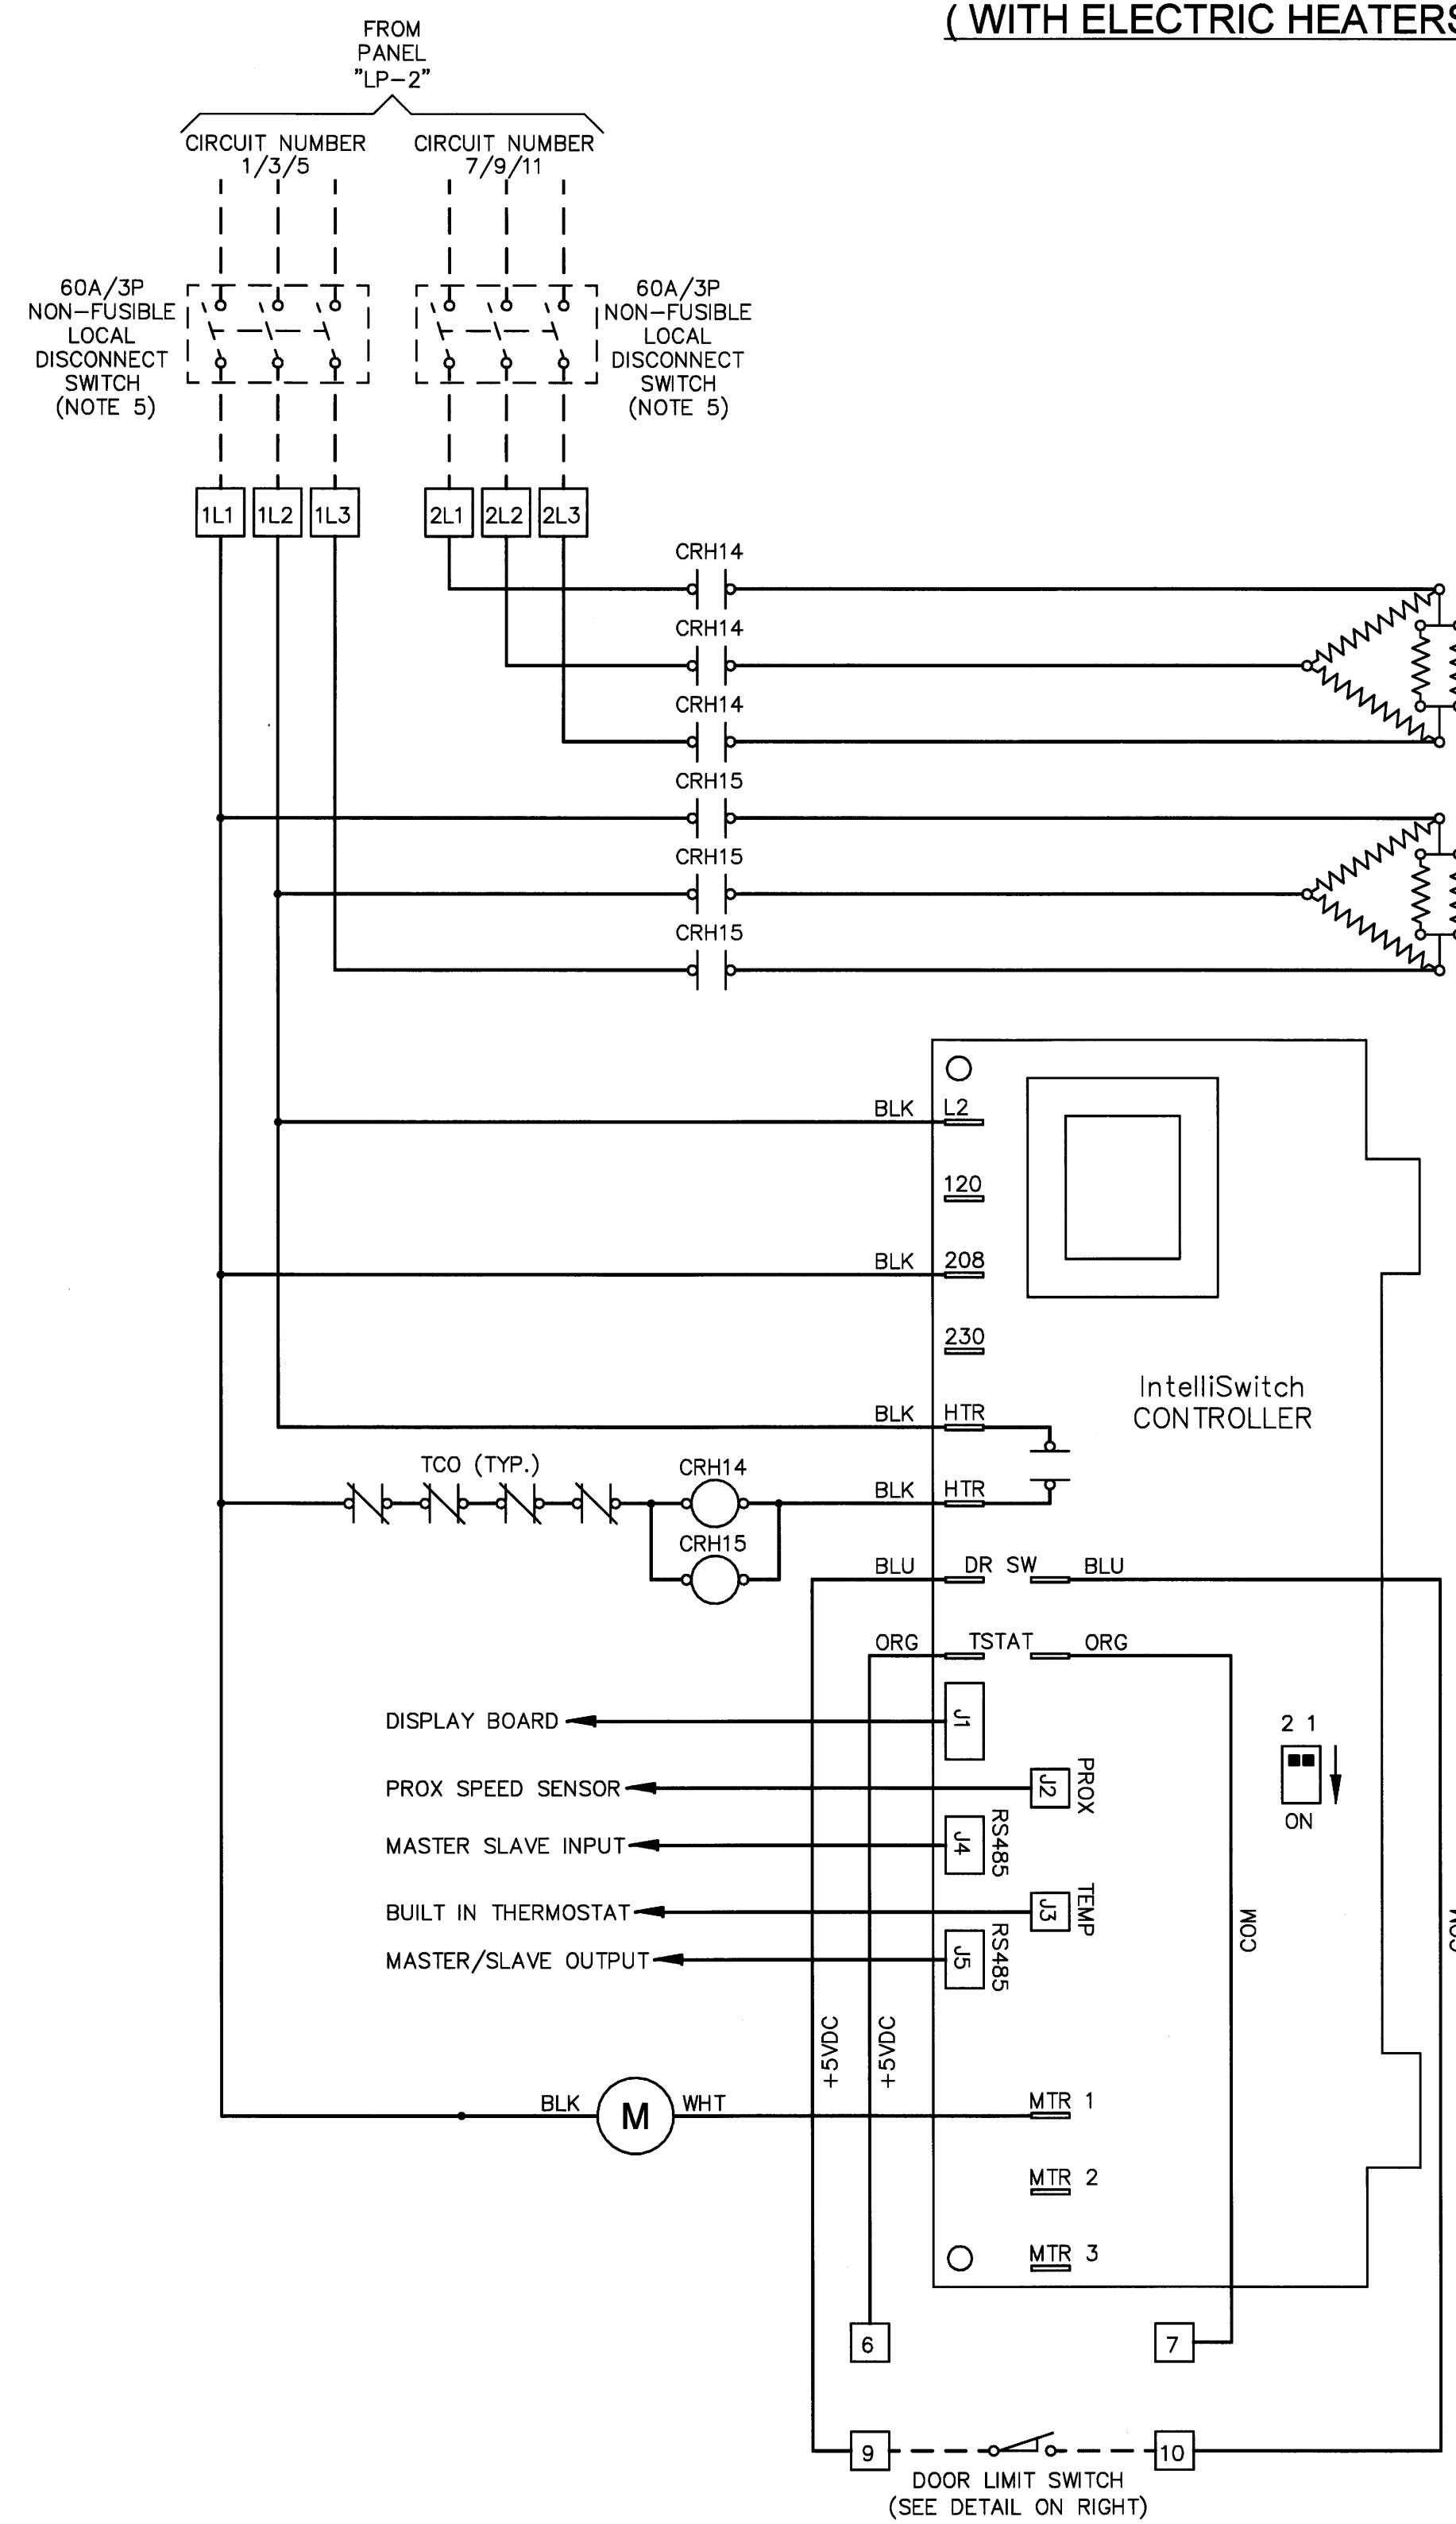 ( WITH ELECTRIC HEATERS
FROM
PANEL
"LP-2"
CIRCUIT NUMBER
1/3/5
CIRCUIT NUMBER
7/9/11
60A/3P
NON-FUSIBLE
LOCAL
DISCONNECT
SWITCH
(NOTE 5)
60A/3P
NON-FUSIBLE
LOCAL
DISCONNECT
SWITCH
(NOTE 5)
1L1 1L2 1L3 2L1 2L2 2L3
CRH14
CRH14
CRH14
CRH15
CRH15
CRH15
BLK L2
120
BLK 208
230
IntelliSwitch
CONTROLLER
BLK HTR
TCO (TYP.) CRH14
BLK HTR
CRH15
BLU DR SW BLU
ORG TSTAT ORG
DISPLAY BOARD J1
2 1
ON
PROX SPEED SENSOR J2 PROX
MASTER SLAVE INPUT J4 RS485
BUILT IN THERMOSTAT J3 TEMP
MASTER/SLAVE OUTPUT J5 RS485
COM
COM
+5VDC
+5VDC
BLK M WHT MTR 1
MTR 2
MTR 3
6 7
9 10
DOOR LIMIT SWITCH
(SEE DETAIL ON RIGHT)